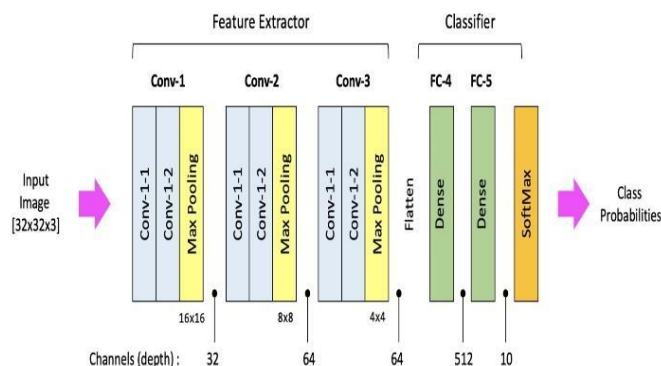 Feature Extractor
Classifier
Conv-1
Conv-2
Conv-3
FC-4
FC-5
Input
Image
[32x32x3]
Conv-1-1
Conv-1-2
Max Pooling
Conv-1-1
Conv-1-2
Max Pooling
Conv-1-1
Conv-1-2
Max Pooling
Flatten
Dense
Dense
SoftMax
Class
Probabilities
16x16
8x8
4x4
Channels (depth) :
32
64
64
512
10